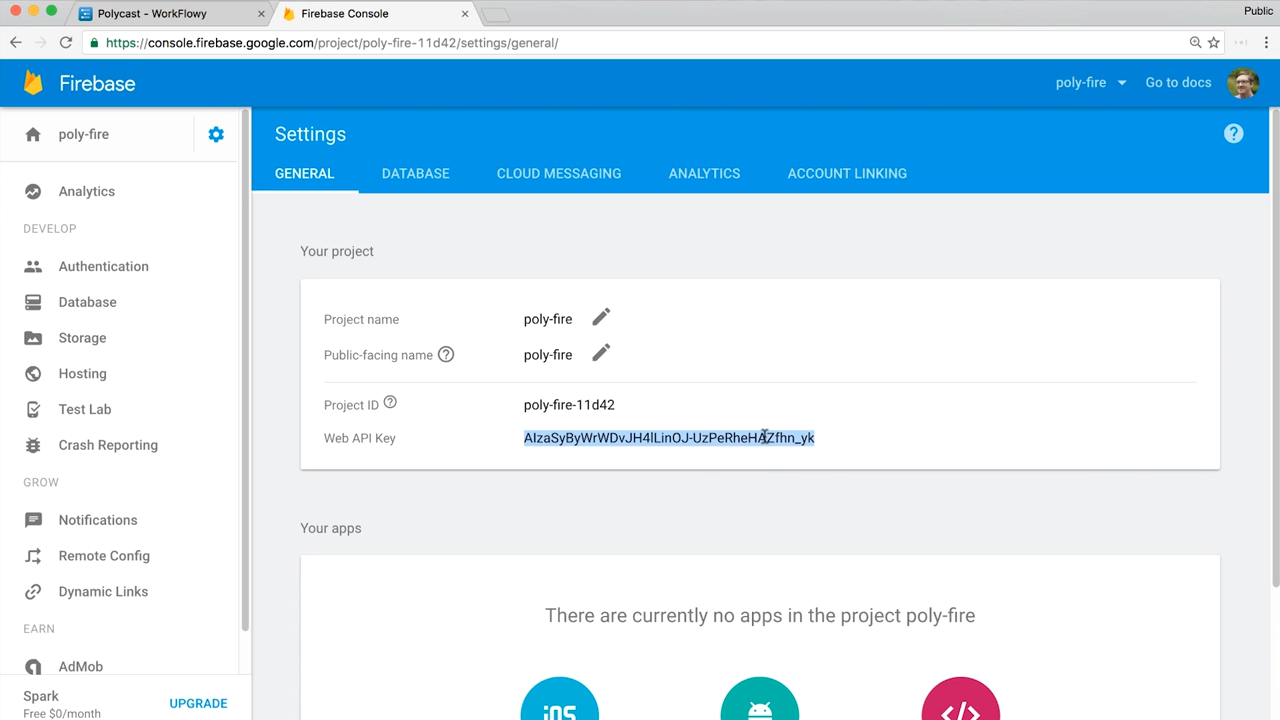 Polycast - WorkFlowy
Firebase Console
Public
https://console.firebase.google.com/project/poly-fire-11d42/settings/general/
Firebase
poly-fire
Go to docs
poly-fire
Analytics
DEVELOP
Authentication
Database
Storage
Hosting
Test Lab
Crash Reporting
GROW
Notifications
Remote Config
Dynamic Links
EARN
AdMob
Spark
Free $0/month
UPGRADE
Settings
GENERAL
DATABASE
CLOUD MESSAGING
ANALYTICS
ACCOUNT LINKING
Your project
Project name
poly-fire
Public-facing name
poly-fire
Project ID
poly-fire-11d42
Web API Key
AIzaSyByWrWDvJH4lLinOJ-UzPeRheHAZfhn_yk
Your apps
There are currently no apps in the project poly-fire
iOS